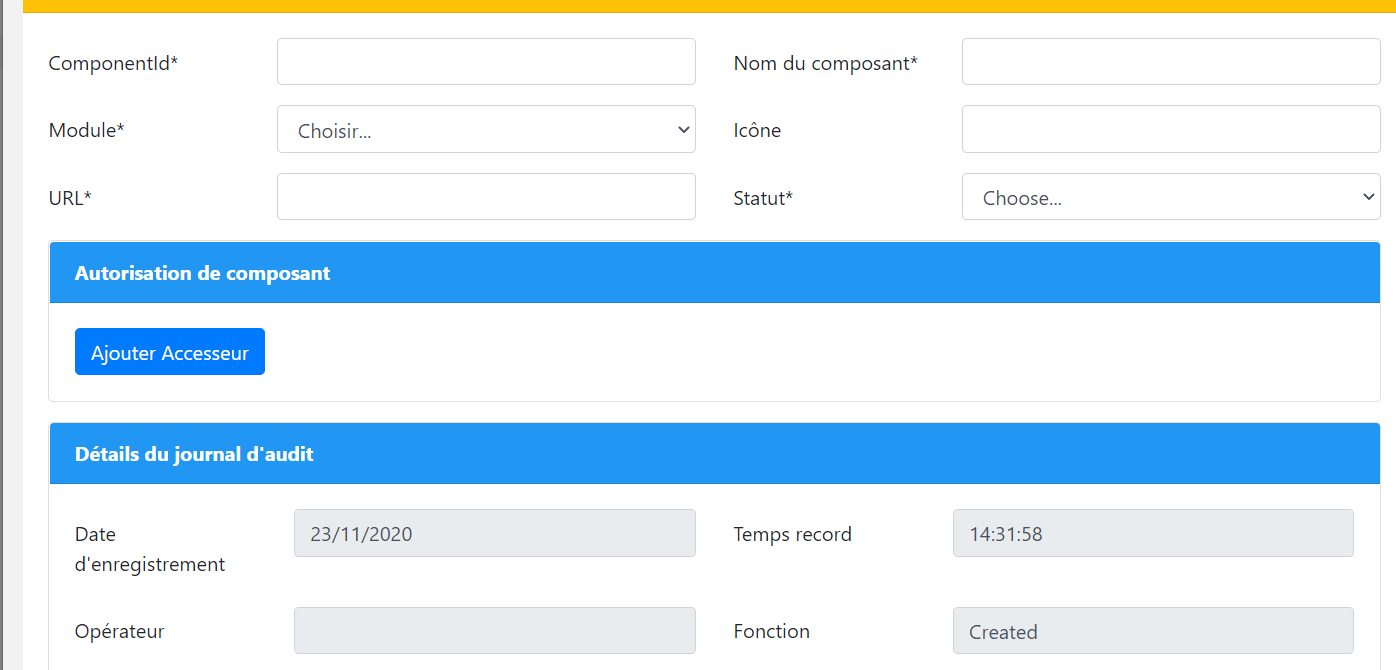 ComponentId*
Nom du composant*
Module*
Choisir...
Icône
URL*
Statut*
Choose...
Autorisation de composant
Ajouter Accesseur
Détails du journal d'audit
Date
d'enregistrement
23/11/2020
Temps record
14:31:58
Opérateur
Fonction
Created